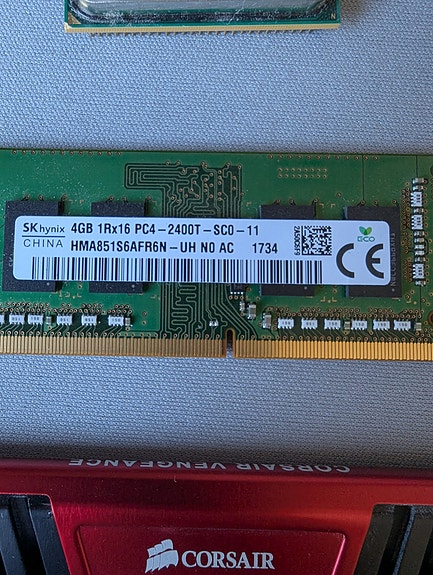 N
SK hynix 4GB 1Rx16 PC4-2400T-SC0-11
CHINA HMA851S6AFR6N-UH N0 AC 1734
ECO
CE
CORSAIR VENGEANCE
CORSAIR